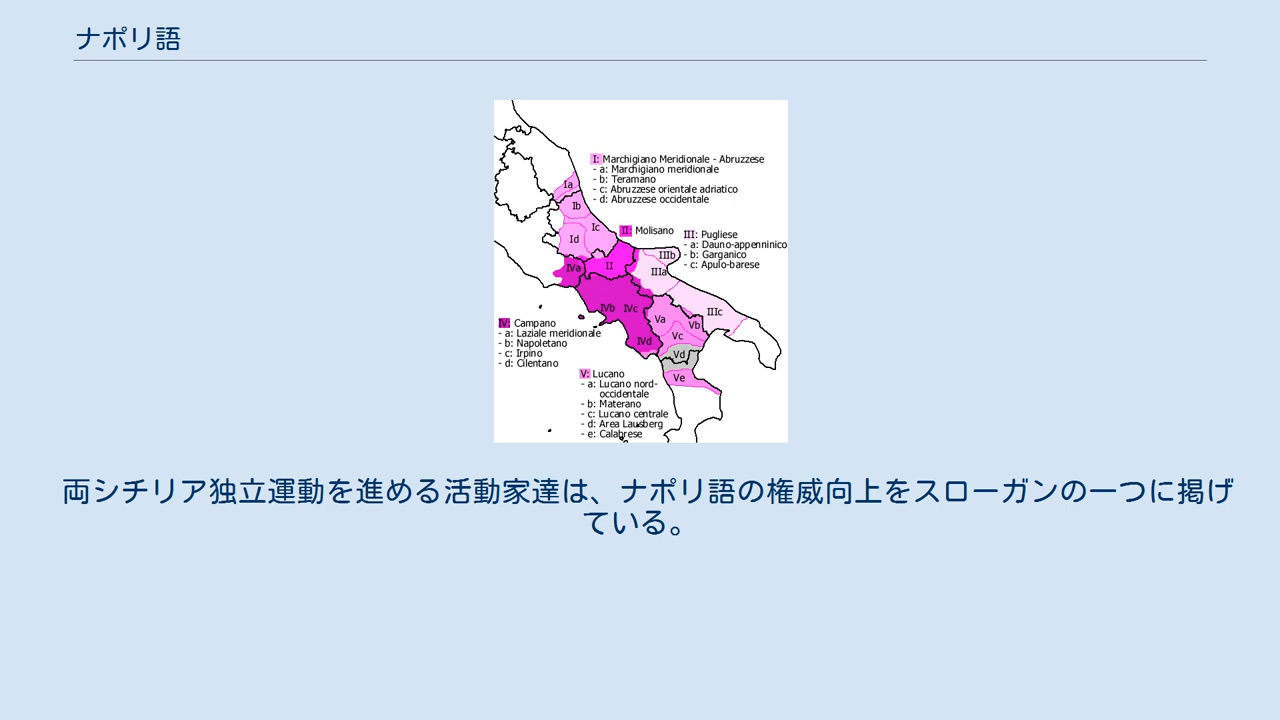 ナポリ語
I: Marchigiano Meridionale - Abruzzese
- a: Marchigiano meridionale
- b: Teramano
- c: Abruzzese orientale adriatico
- d: Abruzzese occidentale
Ia
Ib
Ic
Id
II: Molisano
III: Pugliese
- a: Dauno-appenninico
- b: Garganico
- c: Apulo-barese
IIIb
IVa
II
IIIa
IVb
IVc
IIIc
Va
Vb
Vc
IVd
Vd
Ve
IV: Campano
- a: Laziale meridionale
- b: Napoletano
- c: Irpino
- d: Cilentano
V: Lucano
- a: Lucano nord-
occidentale
- b: Materano
- c: Lucano centrale
- d: Area Lausberg
- e: Calabrese
両シチリア独立運動を進める活動家達は、ナポリ語の権威向上をスローガンの一つに掲げ
ている。